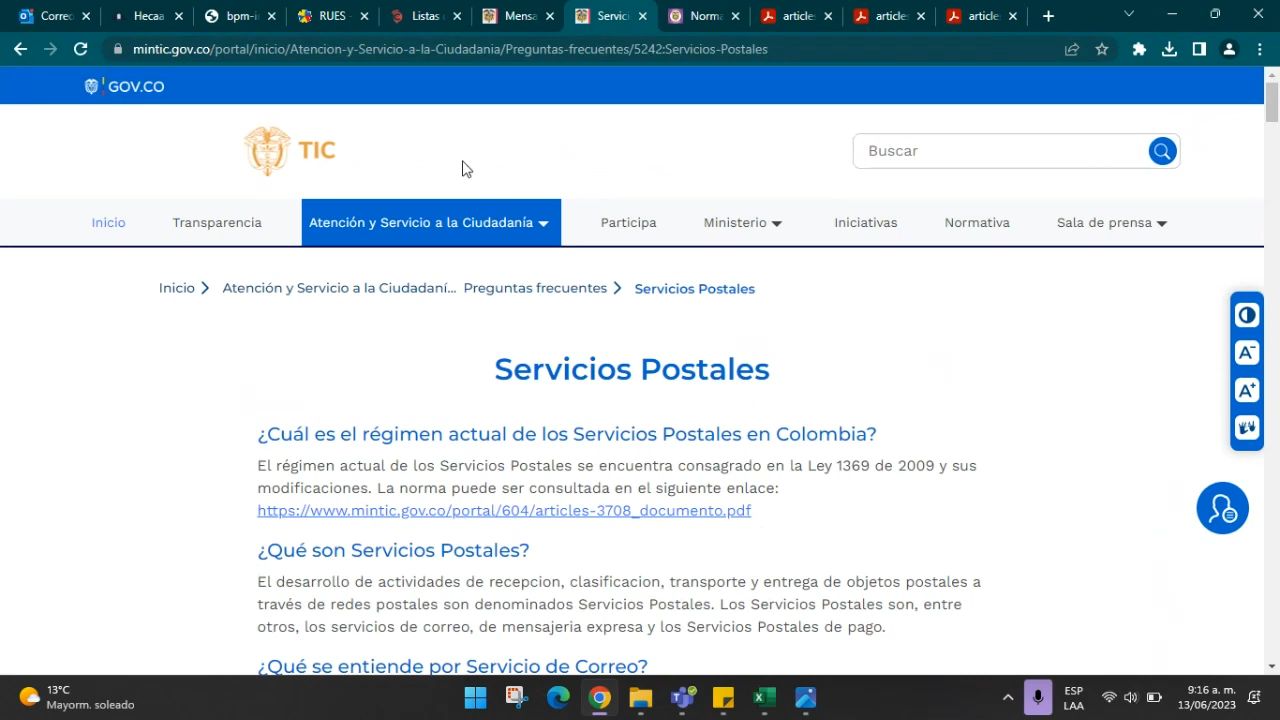 Correo
Hecaa
bpm-i
RUES -
Listas
Mensa
Servici
Norma
articles
articles
articles
mintic.gov.co/portal/inicio/Atencion-y-Servicio-a-la-Ciudadania/Preguntas-frecuentes/5242:Servicios-Postales
GOV.CO
TIC
Buscar
Inicio
Transparencia
Atención y Servicio a la Ciudadanía
Participa
Ministerio
Iniciativas
Normativa
Sala de prensa
Inicio > Atención y Servicio a la Ciudadaní... Preguntas frecuentes > Servicios Postales
Servicios Postales
¿Cuál es el régimen actual de los Servicios Postales en Colombia?
El régimen actual de los Servicios Postales se encuentra consagrado en la Ley 1369 de 2009 y sus
modificaciones. La norma puede ser consultada en el siguiente enlace:
https://www.mintic.gov.co/portal/604/articles-3708_documento.pdf
¿Qué son Servicios Postales?
El desarrollo de actividades de recepcion, clasificacion, transporte y entrega de objetos postales a
través de redes postales son denominados Servicios Postales. Los Servicios Postales son, entre
otros, los servicios de correo, de mensajeria expresa y los Servicios Postales de pago.
¿Qué se entiende por Servicio de Correo?
A-
A+
13°C
Mayorm. soleado
ESP
LAA
9:16 a. m.
13/06/2023